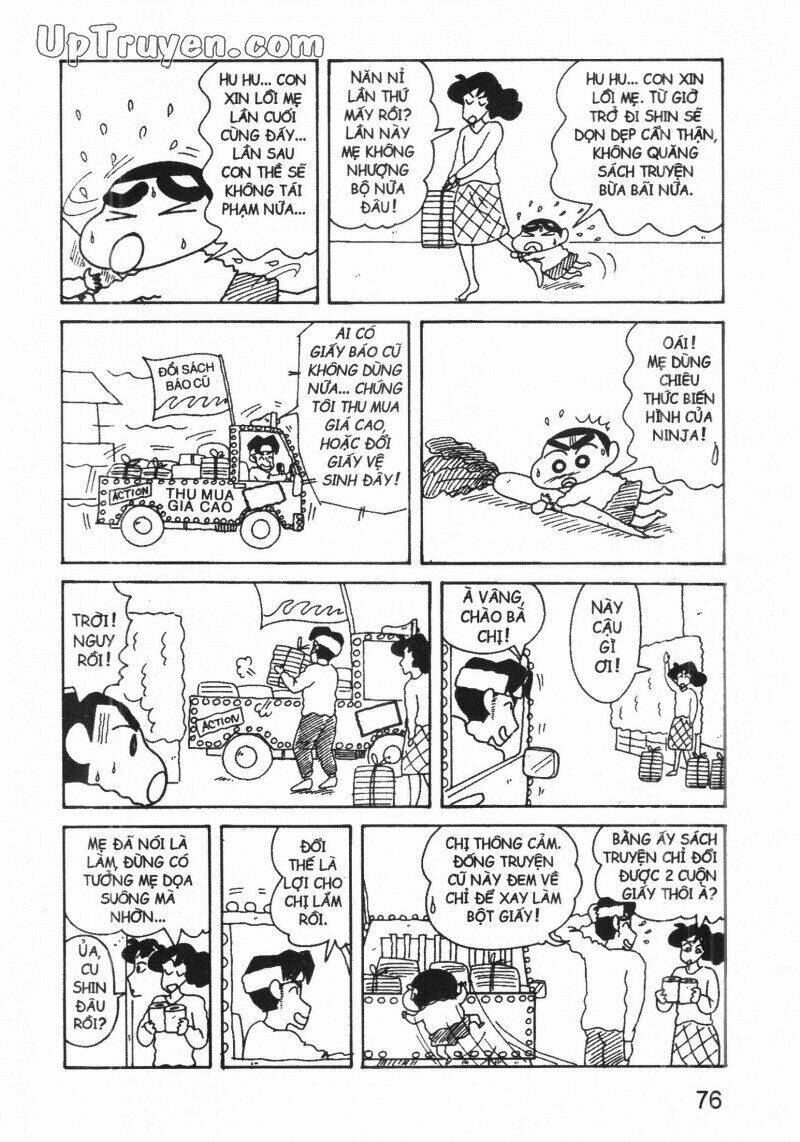 UpTruyen.com
HU HU... CON
XIN LỖI
MẸ. TỪ GIỜ
TRỞ ĐI SHIN SẼ
DỌN DẸP CẨN THẬN,
KHÔNG QUĂNG
SÁCH TRUYỆN
BỪA BÃI NỮA.
NĂN NỈ
LẦN THỨ
MẤY RỒI?
LẦN NÀY
MẸ KHÔNG
NHƯỢNG
BỘ NỮA
ĐÂU!
HU HU... CON
XIN LỖI MẸ
LẦN CUỐI
CÙNG ĐẤY...
LẦN SAU
CON THỀ SẼ
KHÔNG TÁI
PHẠM NỮA...
OÁI!
MẸ DÙNG
CHIÊU
THỨC BIẾN
HÌNH CỦA
NINJA!
AI CÓ
GIẤY BÁO CŨ
KHÔNG DÙNG
NỮA... CHÚNG
TÔI THU MUA
GIÁ CAO,
HOẶC ĐỔI
GIẤY VỆ
SINH ĐÂY!
ĐỔI SÁCH
BÁO CŨ
ACTION
THU MUA
GIÁ CAO
NÀY
CẬU
GÌ
ƠI!
À VÂNG,
CHÀO BÀ
CHỊ!
TRỜI!
NGUY
RỒI!
ACTION
BẰNG ẤY SÁCH
TRUYỆN CHỈ ĐỔI
ĐƯỢC 2 CUỘN
GIẤY THÔI À?
CHỊ THÔNG CẢM.
ĐỐNG TRUYỆN
CŨ NÀY ĐEM VỀ
CHỈ ĐỂ XAY LÀM
BỘT GIẤY!
ĐỔI
THẾ LÀ
LỢI CHO
CHỊ LẮM
RỒI.
MẸ ĐÃ NÓI LÀ
LÀM, ĐỪNG CÓ
TƯỞNG MẸ DỌA
SUÔNG MÀ
NHỜN...
ỦA,
CU
SHIN
ĐÂU
RỒI?
76